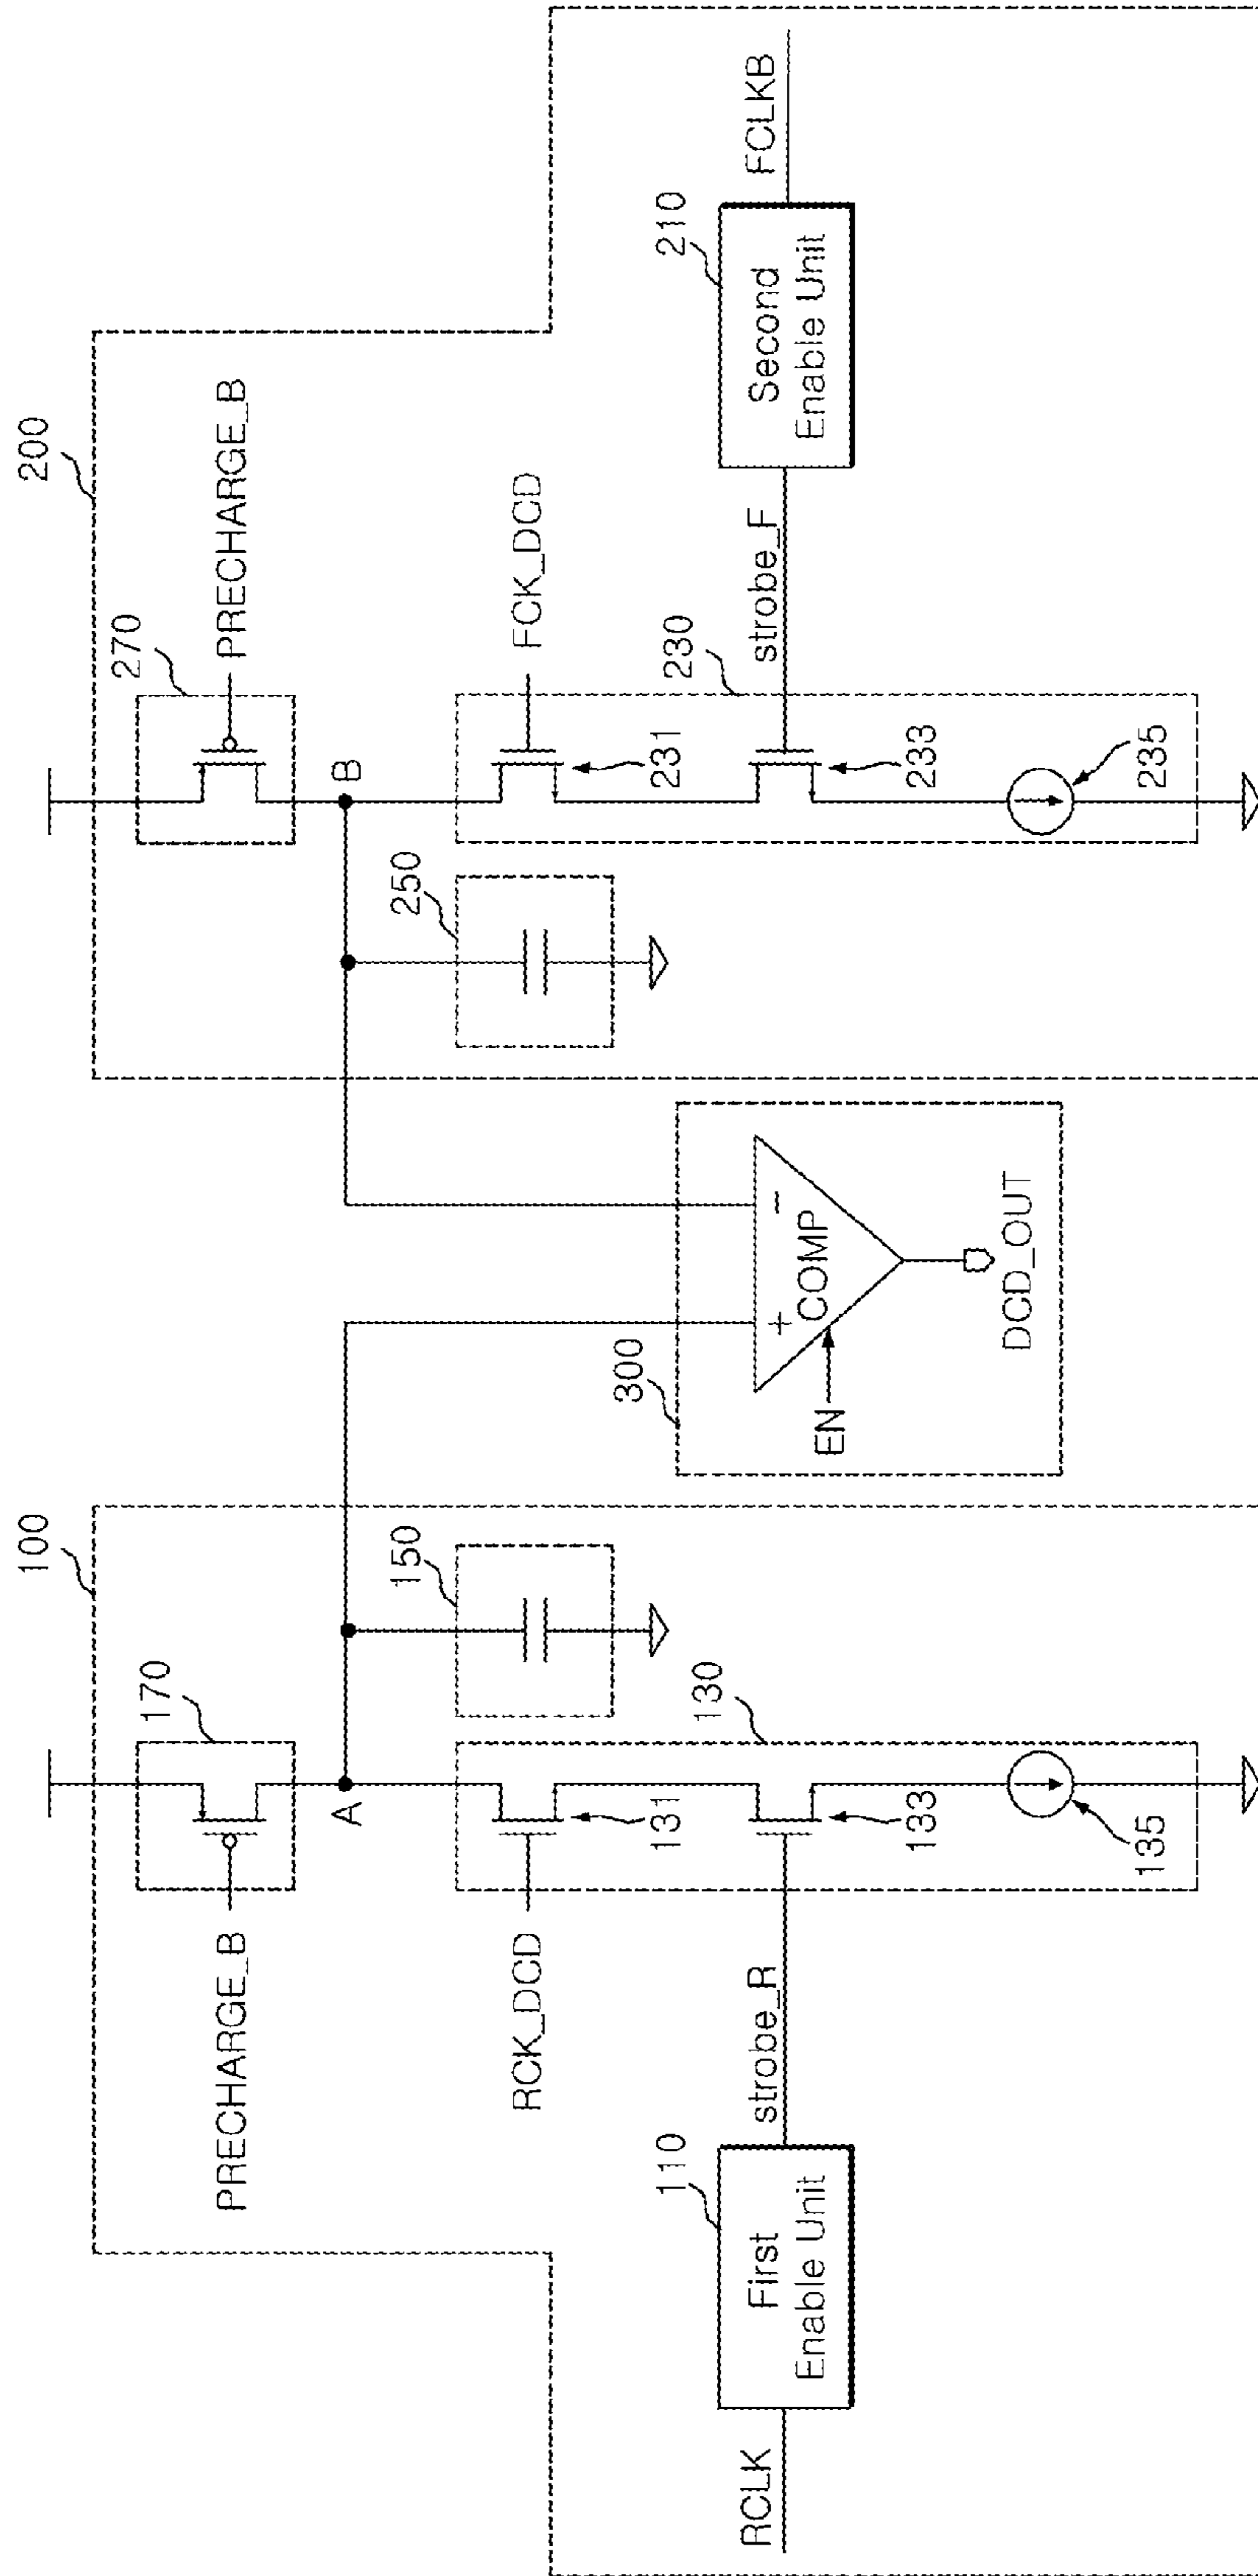 100
200
170
270
PRECHARGE_B
PRECHARGE_B
A
B
150
250
RCK_DCD
FCK_DCD
131
231
130
230
110
210
RCLK
First
Enable Unit
strobe_R
133
135
300
EN
+
−
COMP
DCD_OUT
233
235
strobe_F
Second
Enable Unit
FCLKB